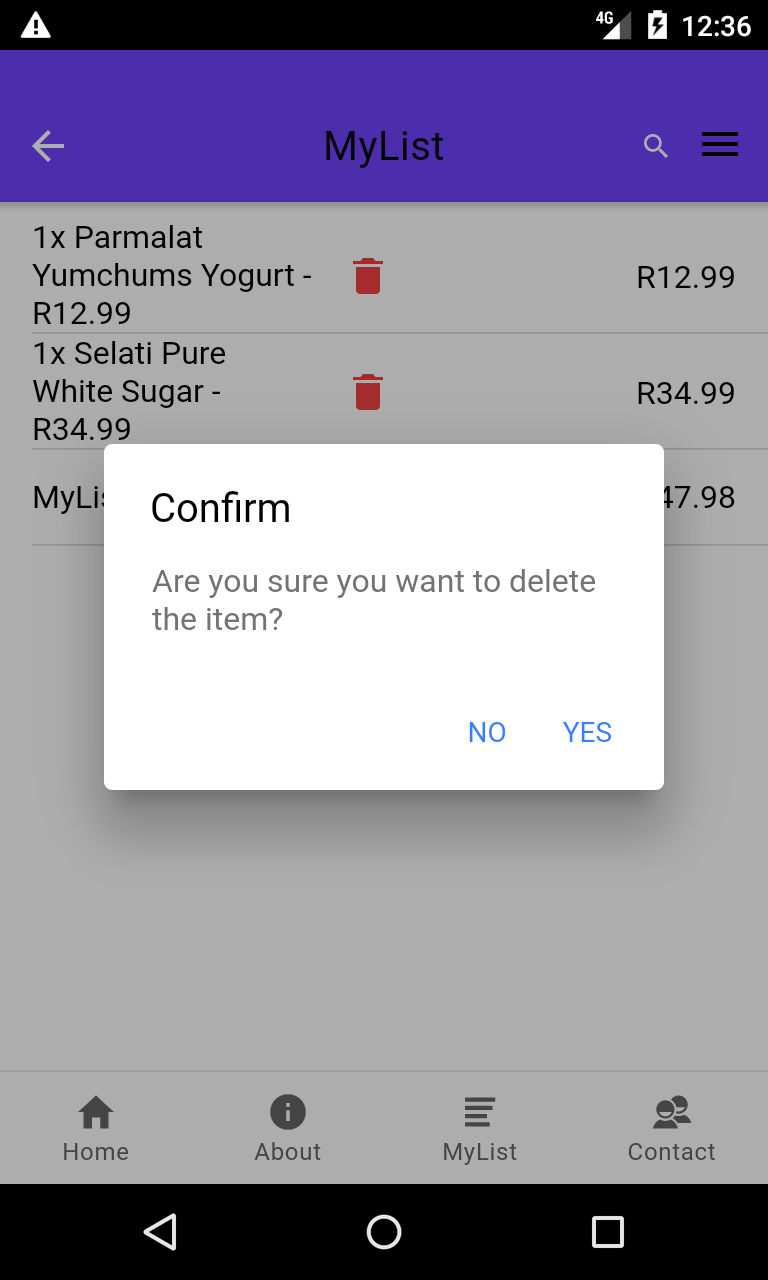 4G 12:36
MyList
1x Parmalat
Yumchums Yogurt -
R12.99
R12.99
1x Selati Pure
White Sugar -
R34.99
R34.99
47.98
Confirm
Are you sure you want to delete
the item?
NO YES
Home About MyList Contact